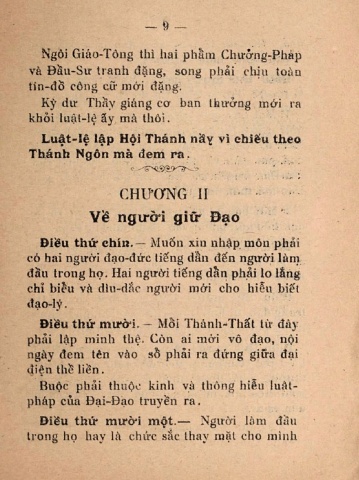 — 9 —
Ngôi Giáo-Tông thì hai phẩm Chưởng-Pháp
và Đầu-Sư tranh đặng, song phải chịu toàn
tín-đồ công cử mới đặng.
Kỳ dư Thầy giáng cơ ban thưởng mới ra
khỏi luật-lệ ấy mà thôi.
Luật-lệ lập Hội Thánh nầy vì chiếu theo
Thánh Ngôn mà đem ra.
CHƯƠNG II
Về người giữ Đạo
Điều thứ chín. — Muốn xin nhập môn phải
có hai người đạo-đức tiếng dẫn đến người làm
đầu trong họ. Hai người tiếng dẫn phải lo lắng
chỉ biểu và dìu-dắc người mới cho hiểu biết
đạo-lý.
Điều thứ mười. — Mỗi Thánh-Thất từ đây
phải lập minh thệ. Còn ai mới vô đạo, nội
ngày đem tên vào sổ phải ra đứng giữa đại
điện thề liền.
Buộc phải thuộc kinh và thông hiểu luật-
pháp của Đại-Đạo truyền ra.
Điều thứ mười một.— Người làm đầu
trong họ hay là chức sắc thay mặt cho mình